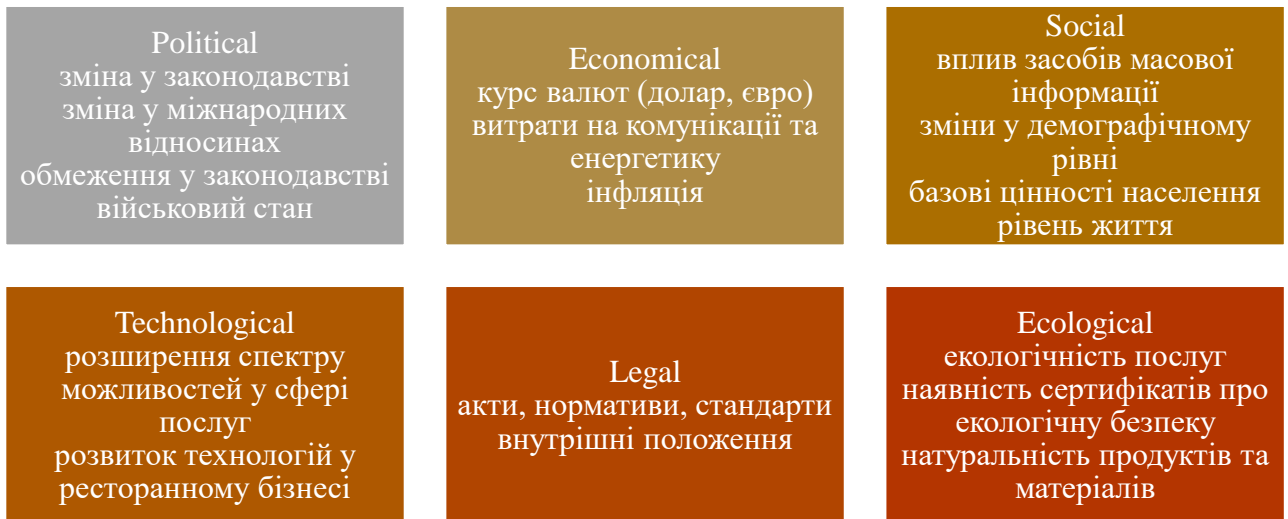 Political
зміна у законодавстві
зміна у міжнародних
відносинах
обмеження у законодавстві
військовий стан
Economical
курс валют (долар, євро)
витрати на комунікації та
енергетику
інфляція
Social
вплив засобів масової
інформації
зміни у демографічному
рівні
базові цінності населення
рівень життя
Technological
розширення спектру
можливостей у сфері
послуг
розвиток технологій у
ресторанному бізнесі
Legal
акти, нормативи, стандарти
внутрішні положення
Ecological
екологічність послуг
наявність сертифікатів про
екологічну безпеку
натуральність продуктів та
матеріалів